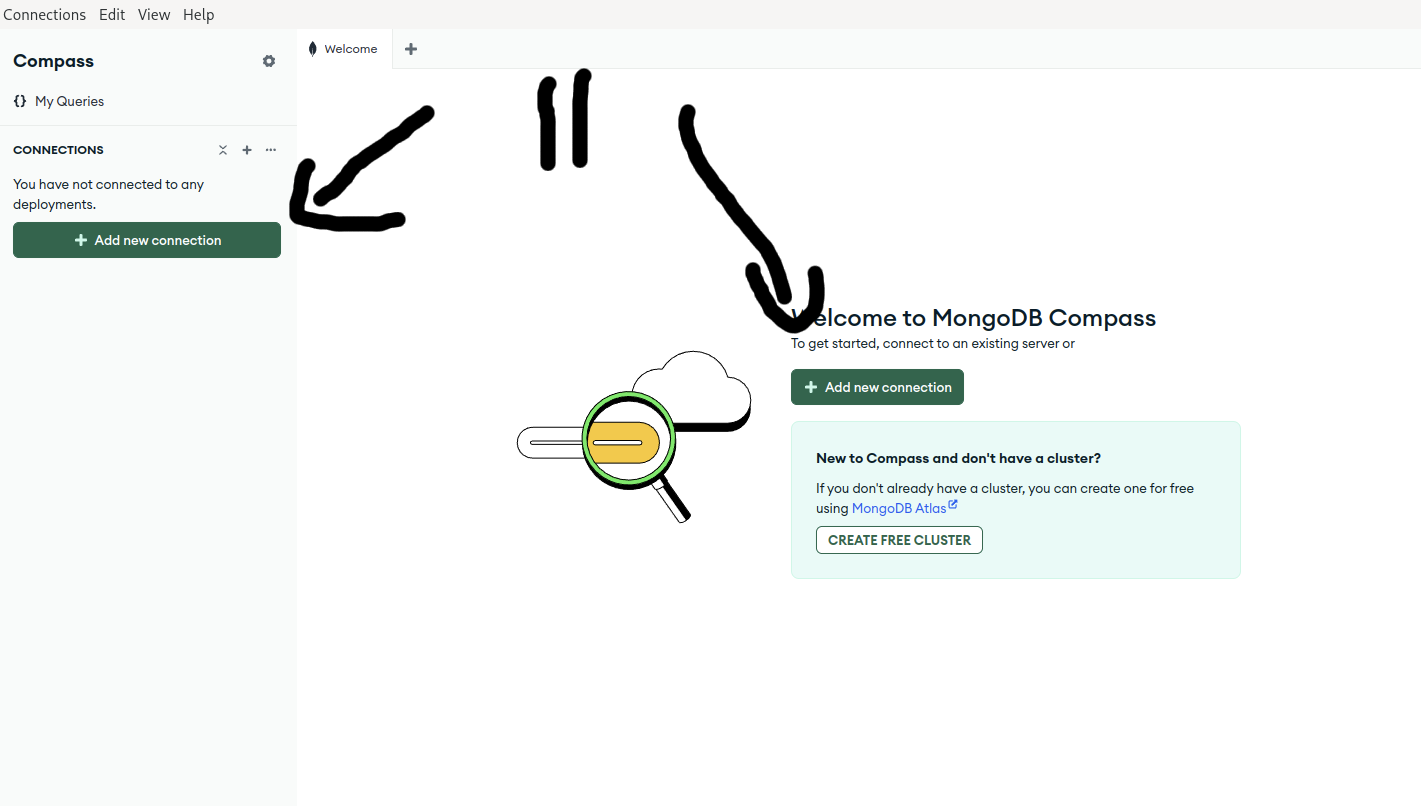 Connections Edit View Help
Compass
Welcome
{} My Queries
CONNECTIONS
You have not connected to any
deployments.
Add new connection
Welcome to MongoDB Compass
To get started, connect to an existing server or
Add new connection
New to Compass and don't have a cluster?
If you don't already have a cluster, you can create one for free
using MongoDB Atlas
CREATE FREE CLUSTER